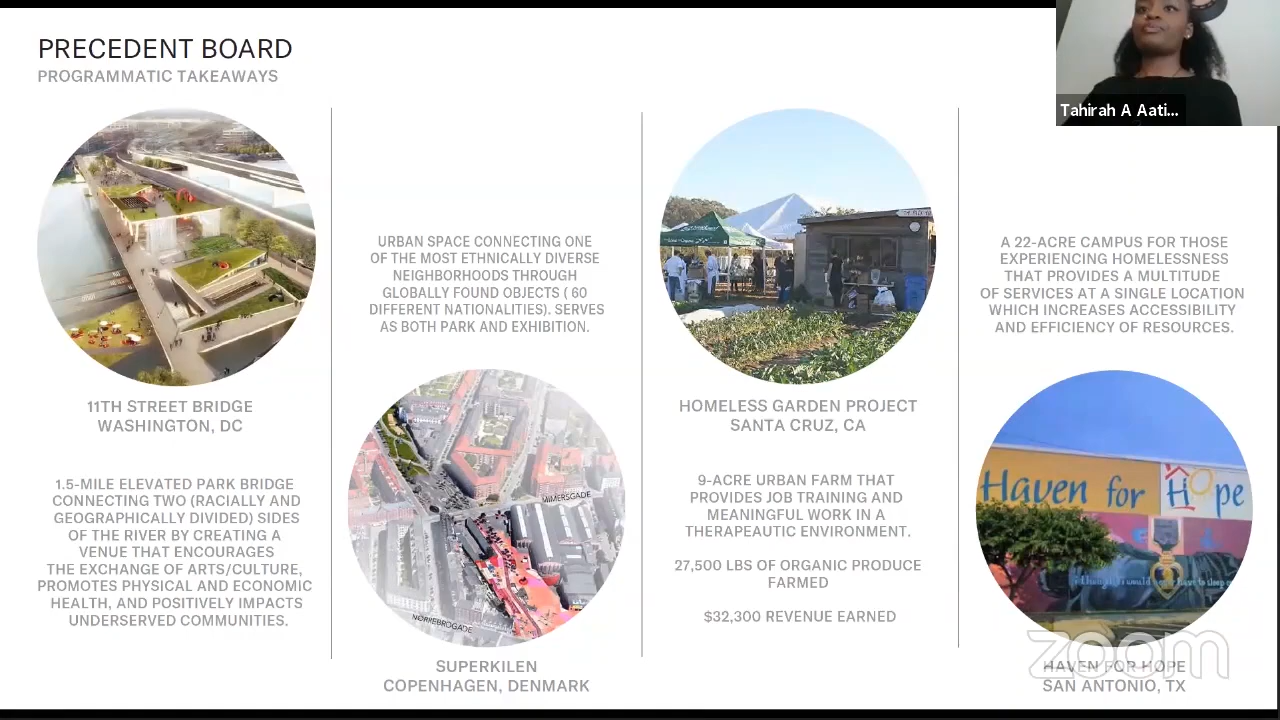 PRECEDENT BOARD
PROGRAMMATIC TAKEAWAYS
Tahirah A Aati...
11TH STREET BRIDGE
WASHINGTON, DC
1.5-MILE ELEVATED PARK BRIDGE
CONNECTING TWO (RACIALLY AND
GEOGRAPHICALLY DIVIDED) SIDES
OF THE RIVER BY CREATING A
VENUE THAT ENCOURAGES
THE EXCHANGE OF ARTS/CULTURE,
PROMOTES PHYSICAL AND ECONOMIC
HEALTH, AND POSITIVELY IMPACTS
UNDERSERVED COMMUNITIES.
URBAN SPACE CONNECTING ONE
OF THE MOST ETHNICALLY DIVERSE
NEIGHBORHOODS THROUGH
GLOBALLY FOUND OBJECTS ( 60
DIFFERENT NATIONALITIES). SERVES
AS BOTH PARK AND EXHIBITION.
MIMERSGADE
NØRREBROGADE
SUPERKILEN
COPENHAGEN, DENMARK
HOMELESS GARDEN PROJECT
SANTA CRUZ, CA
9-ACRE URBAN FARM THAT
PROVIDES JOB TRAINING AND
MEANINGFUL WORK IN A
THERAPEAUTIC ENVIRONMENT.
27,500 LBS OF ORGANIC PRODUCE
FARMED
$32,300 REVENUE EARNED
A 22-ACRE CAMPUS FOR THOSE
EXPERIENCING HOMELESSNESS
THAT PROVIDES A MULTITUDE
OF SERVICES AT A SINGLE LOCATION
WHICH INCREASES ACCESSIBILITY
AND EFFICIENCY OF RESOURCES.
Haven for Hope
HAVEN FOR HOPE
SAN ANTONIO, TX
zoom